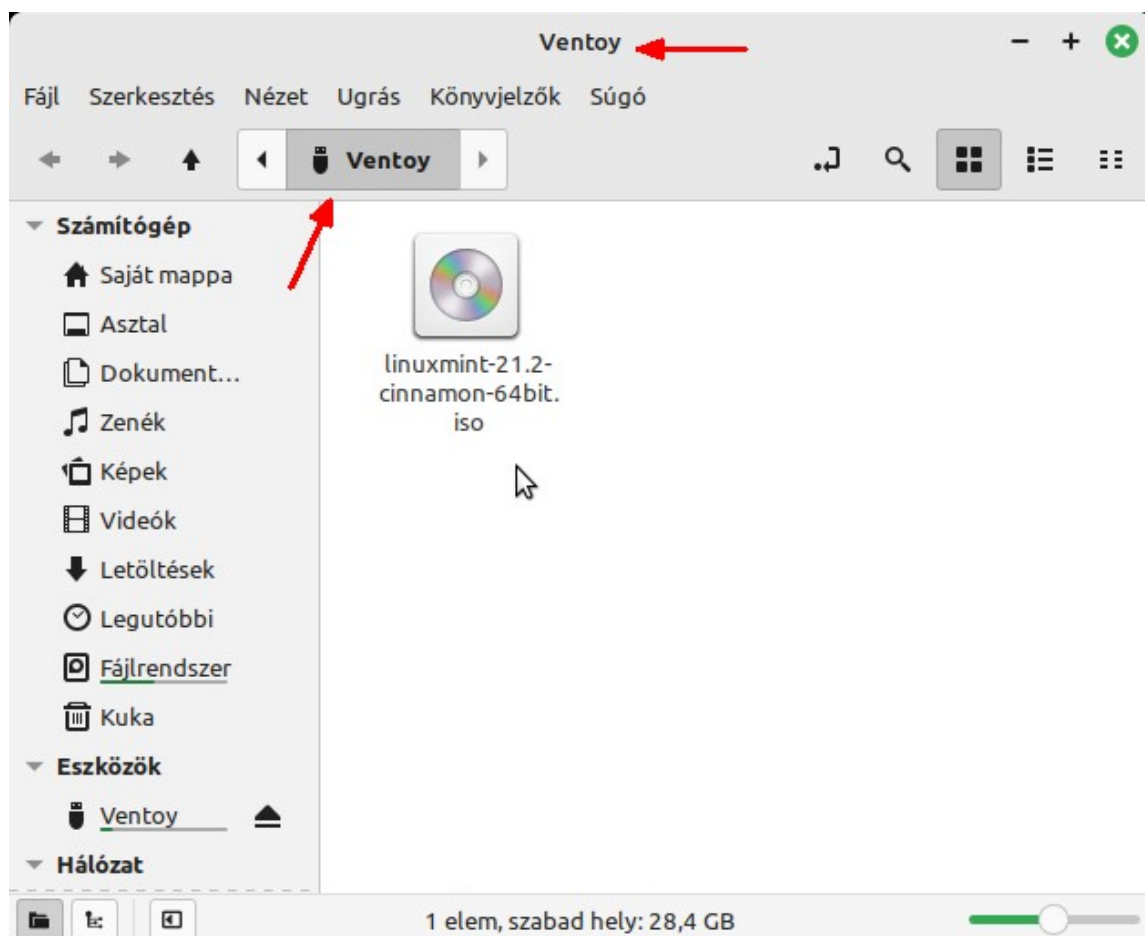 Ventoy
Fájl Szerkesztés Nézet Ugrás Könyvjelzők Súgó
Ventoy
Számítógép
Saját mappa
Asztal
Dokument...
Zenék
Képek
Videók
Letöltések
Legutóbbi
Fájlrendszer
Kuka
Eszközök
Ventoy
Hálózat
linuxmint-21.2-
cinnamon-64bit.
iso
1 elem, szabad hely: 28,4 GB